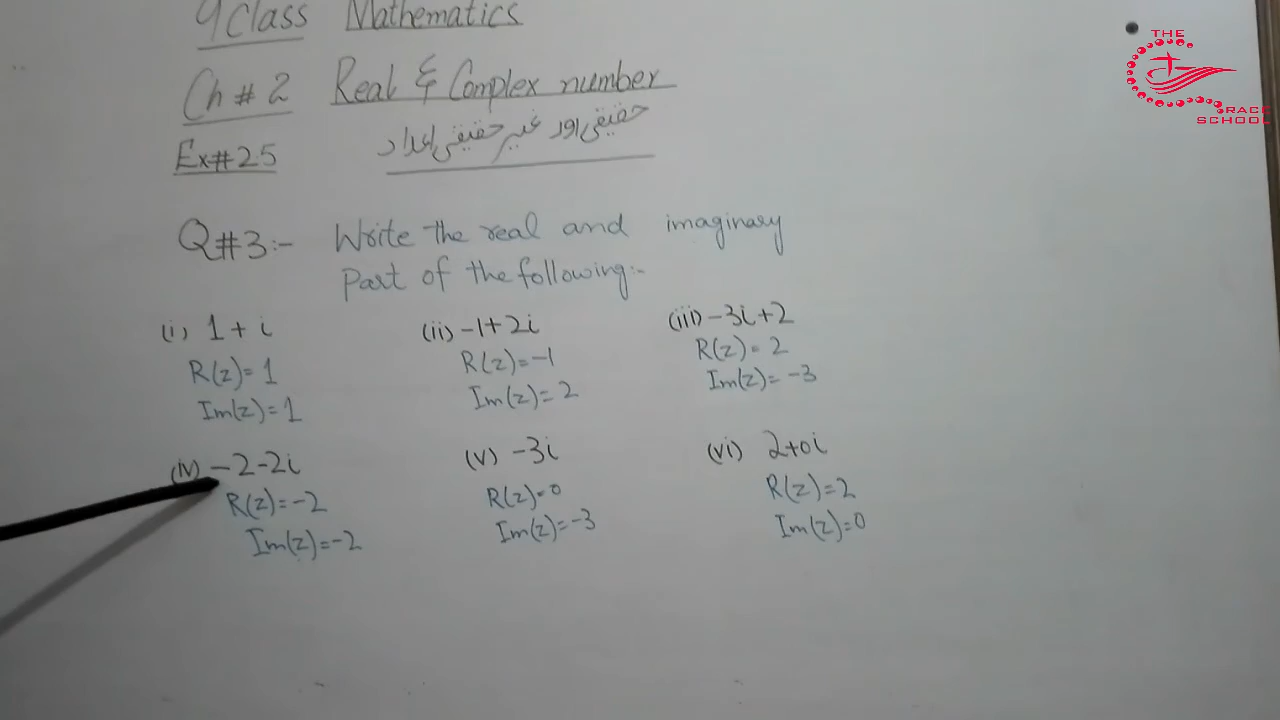 9 Class Mathematics
Ch # 2 Real & Complex number
حقیقی اور غیر حقیقی اعداد
Ex# 2.5
Q#3:- Write the real and imaginary
Part of the following:-
(i) 1 + i (ii) -1+2i (iii) -3i+2
R(z)= 1 R(z)= -1 R(z)= 2
Im(z)= 1 Im(z)= 2 Im(z)= -3
(iv) -2-2i (v) -3i (vi) 2+0i
R(z)= -2 R(z)= 0 R(z)= 2
Im(z)= -2 Im(z)= -3 Im(z)= 0
THE
RACE
SCHOOL